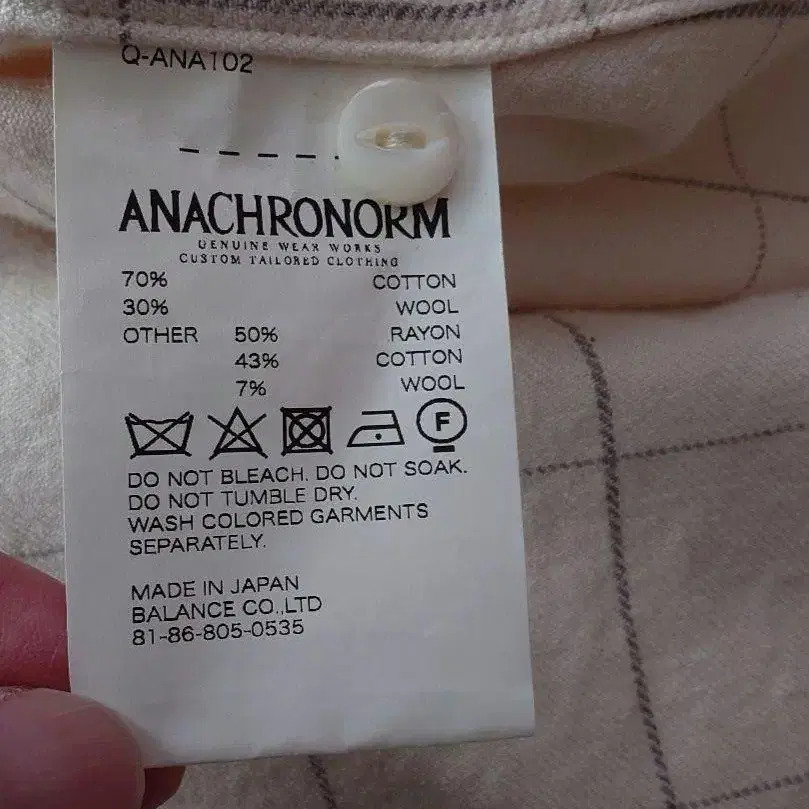 Q-ANA102
ANACHRONORM
GENUINE WEAR WORKS
CUSTOM TAILORED CLOTHING
70% COTTON
30% WOOL
OTHER 50% RAYON
43% COTTON
7% WOOL
F
DO NOT BLEACH. DO NOT SOAK.
DO NOT TUMBLE DRY.
WASH COLORED GARMENTS
SEPARATELY.
MADE IN JAPAN
BALANCE CO.,LTD
81-86-805-0535